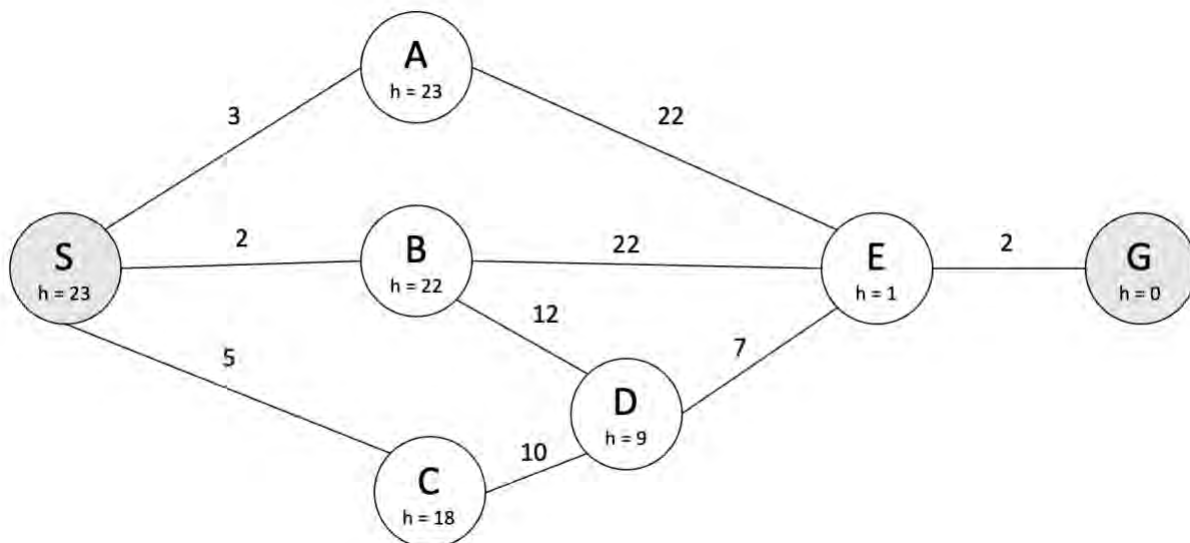 A
h = 23
3
22
S
h = 23
2
B
h = 22
22
E
h = 1
2
G
h = 0
12
5
7
D
h = 9
10
C
h = 18